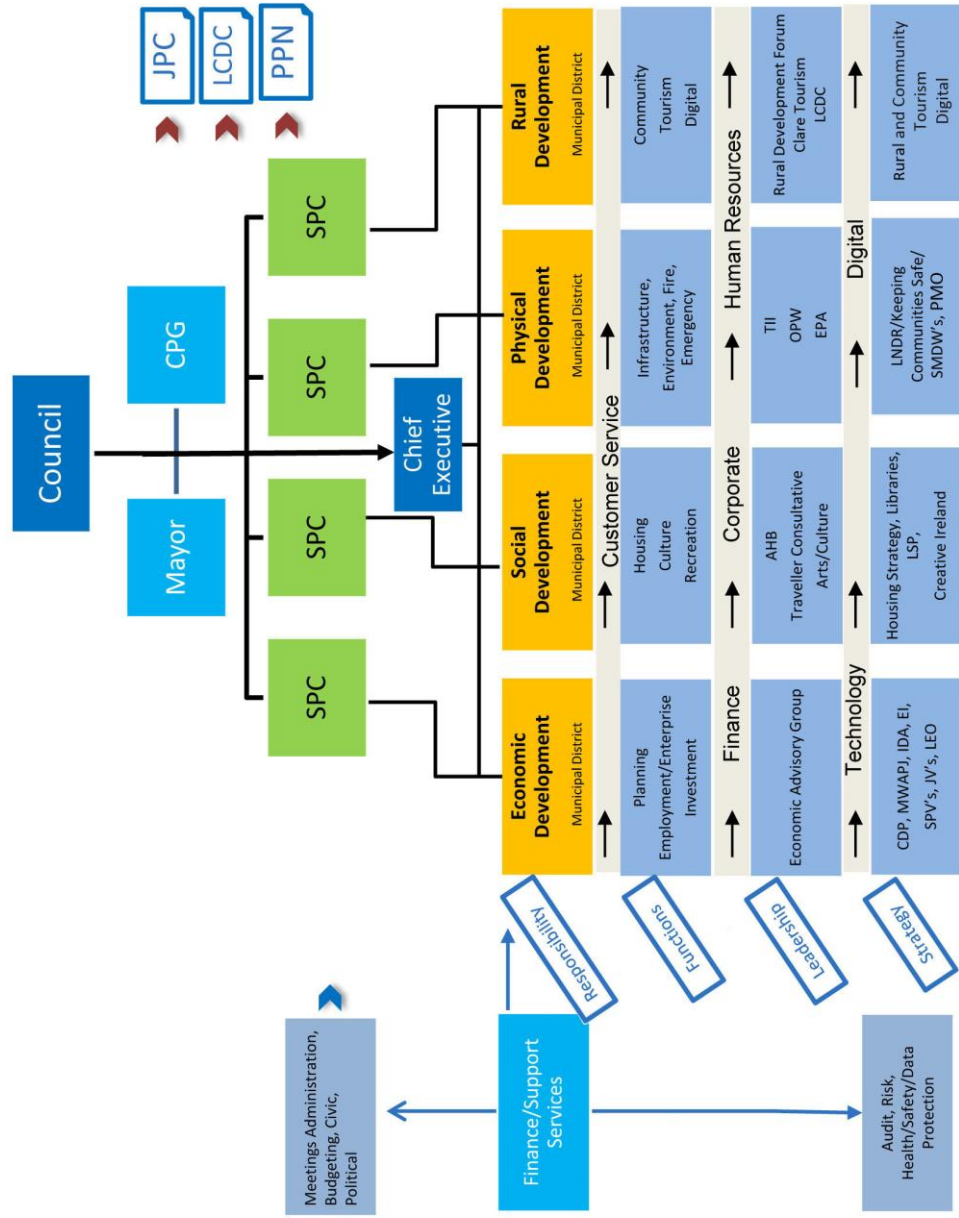 Council
Mayor
CPG
JPC
LCDC
PPN
SPC
SPC
SPC
SPC
Chief
Executive
Meetings Administration,
Budgeting, Civic,
Political
Finance/Support
Services
Audit, Risk,
Health/Safety/Data
Protection
Responsibility
Economic
Development
Municipal District
Social
Development
Municipal District
Physical
Development
Municipal District
Rural
Development
Municipal District
Customer Service
Functions
Planning
Employment/Enterprise
Investment
Housing
Culture
Recreation
Infrastructure,
Environment, Fire,
Emergency
Community
Tourism
Digital
Finance
Corporate
Human Resources
Leadership
Economic Advisory Group
AHB
Traveller Consultative
Arts/Culture
TII
OPW
EPA
Rural Development Forum
Clare Tourism
LCDC
Technology
Digital
Strategy
CDP, MWAPJ, IDA, EI,
SPV's, JV's, LEO
Housing Strategy, Libraries,
LSP,
Creative Ireland
LNDR/Keeping
Communities Safe/
SMDW's, PMO
Rural and Community
Tourism
Digital